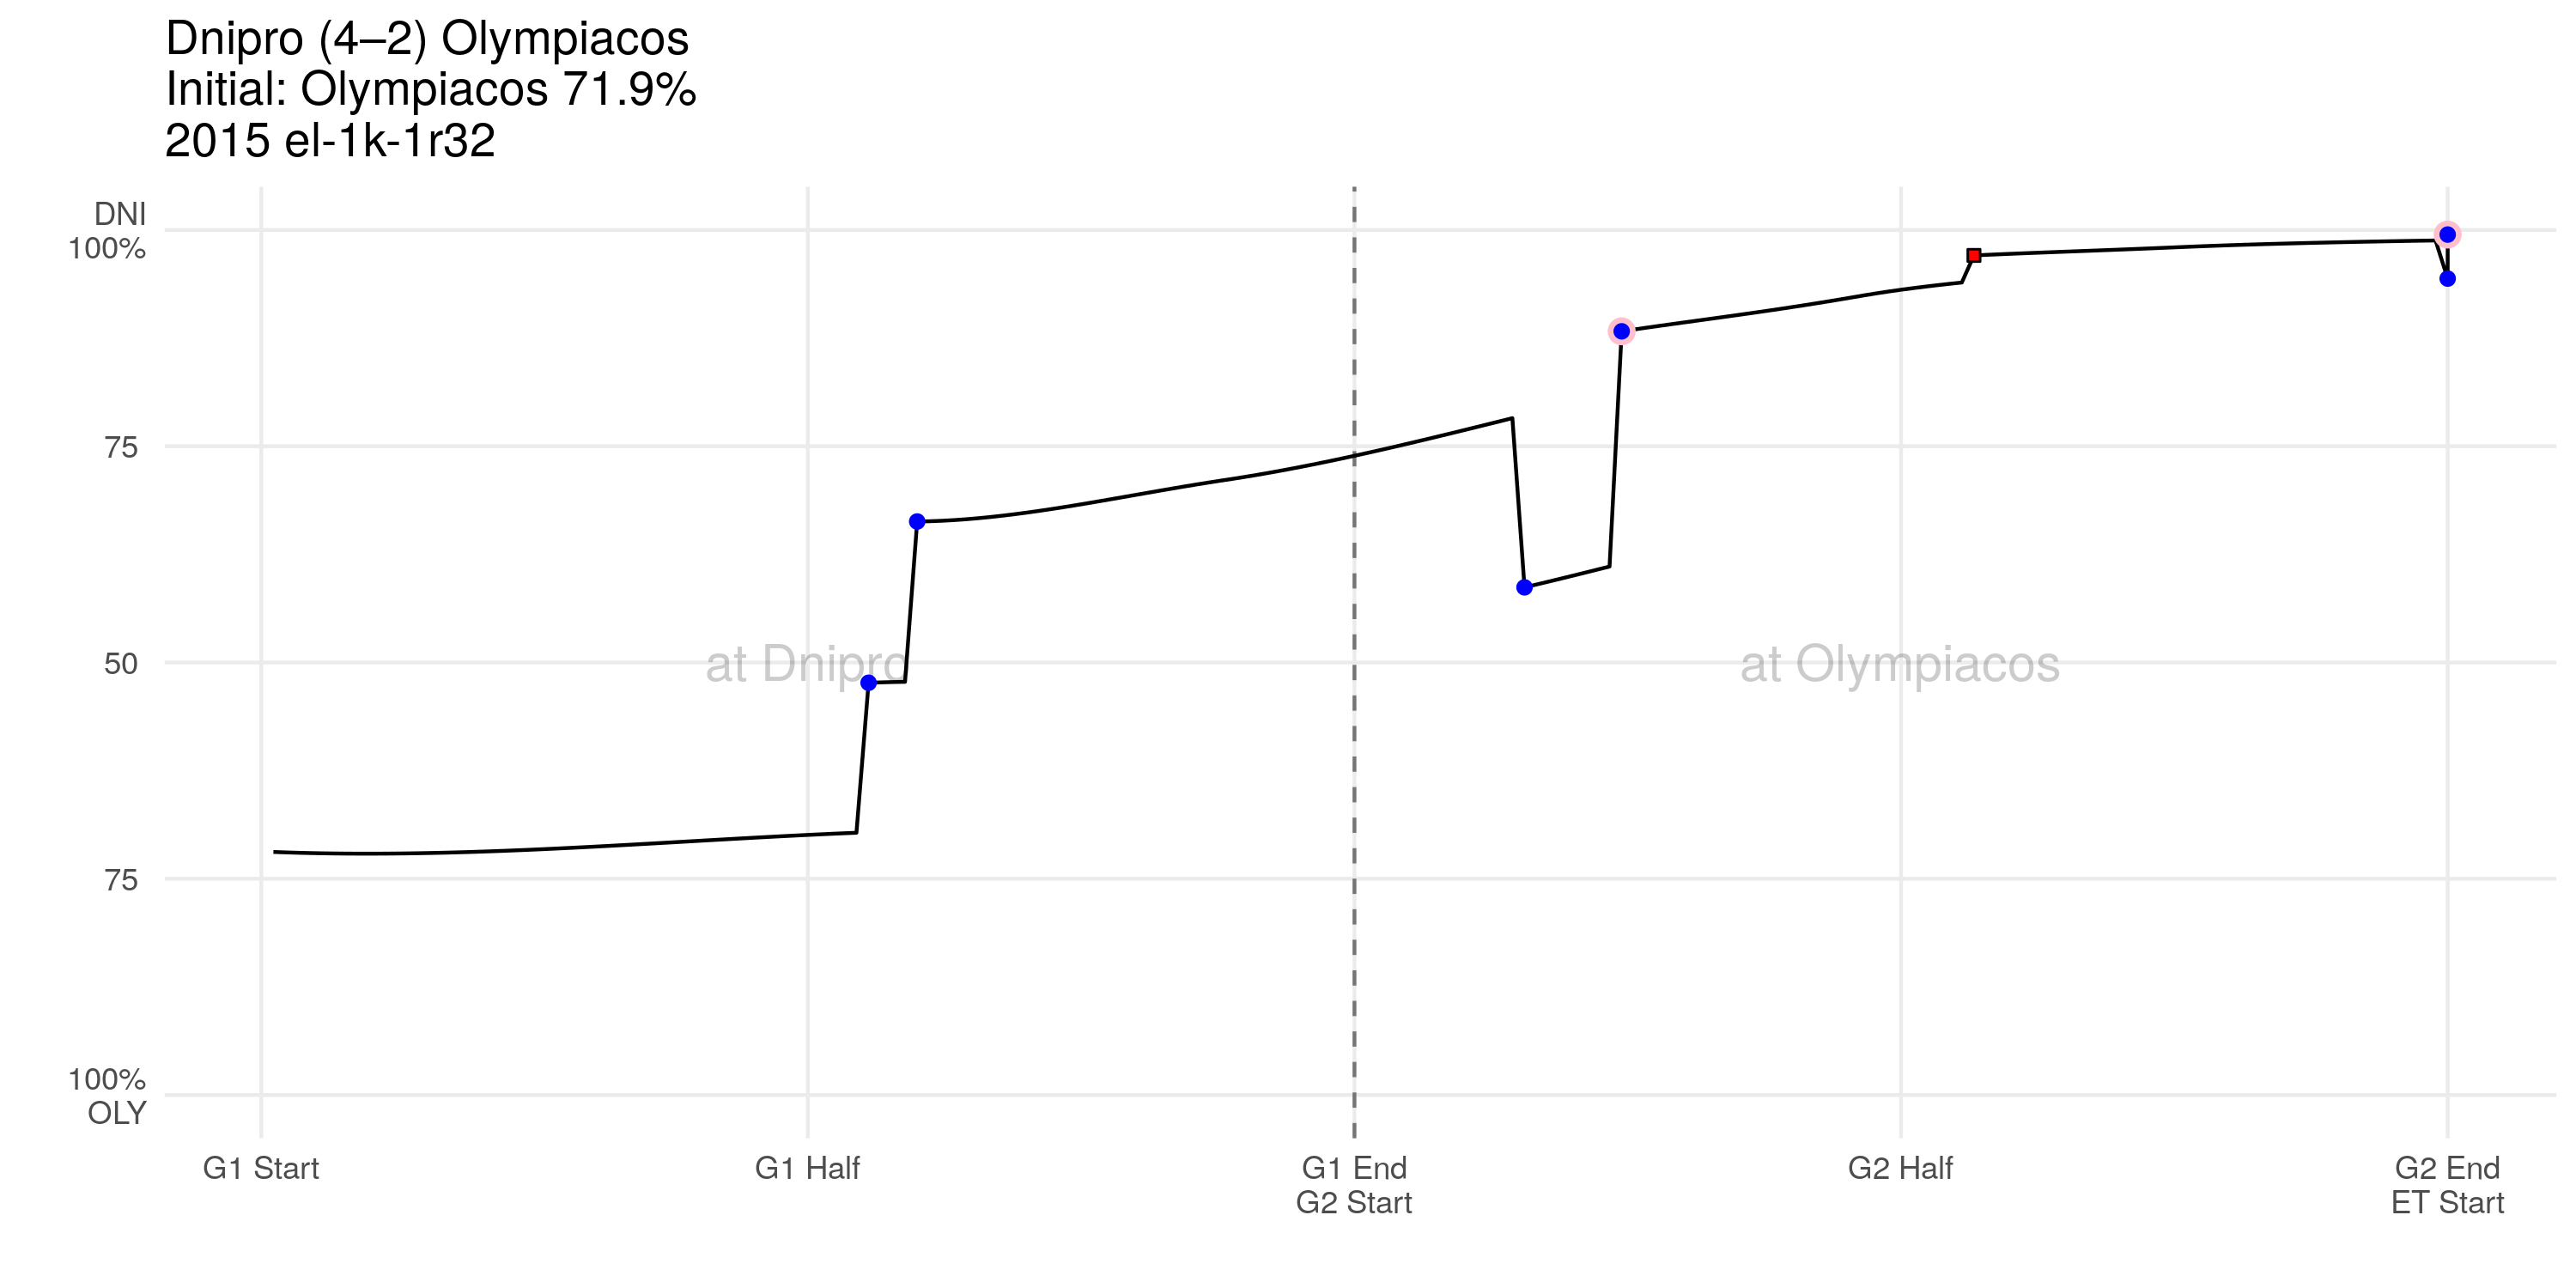 Dnipro (4–2) Olympiacos
Initial: Olympiacos 71.9%
2015 el-1k-1r32
DNI
100%
75
50
75
100%
OLY
at Dnipro
at Olympiacos
G1 Start
G1 Half
G1 End
G2 Start
G2 Half
G2 End
ET Start